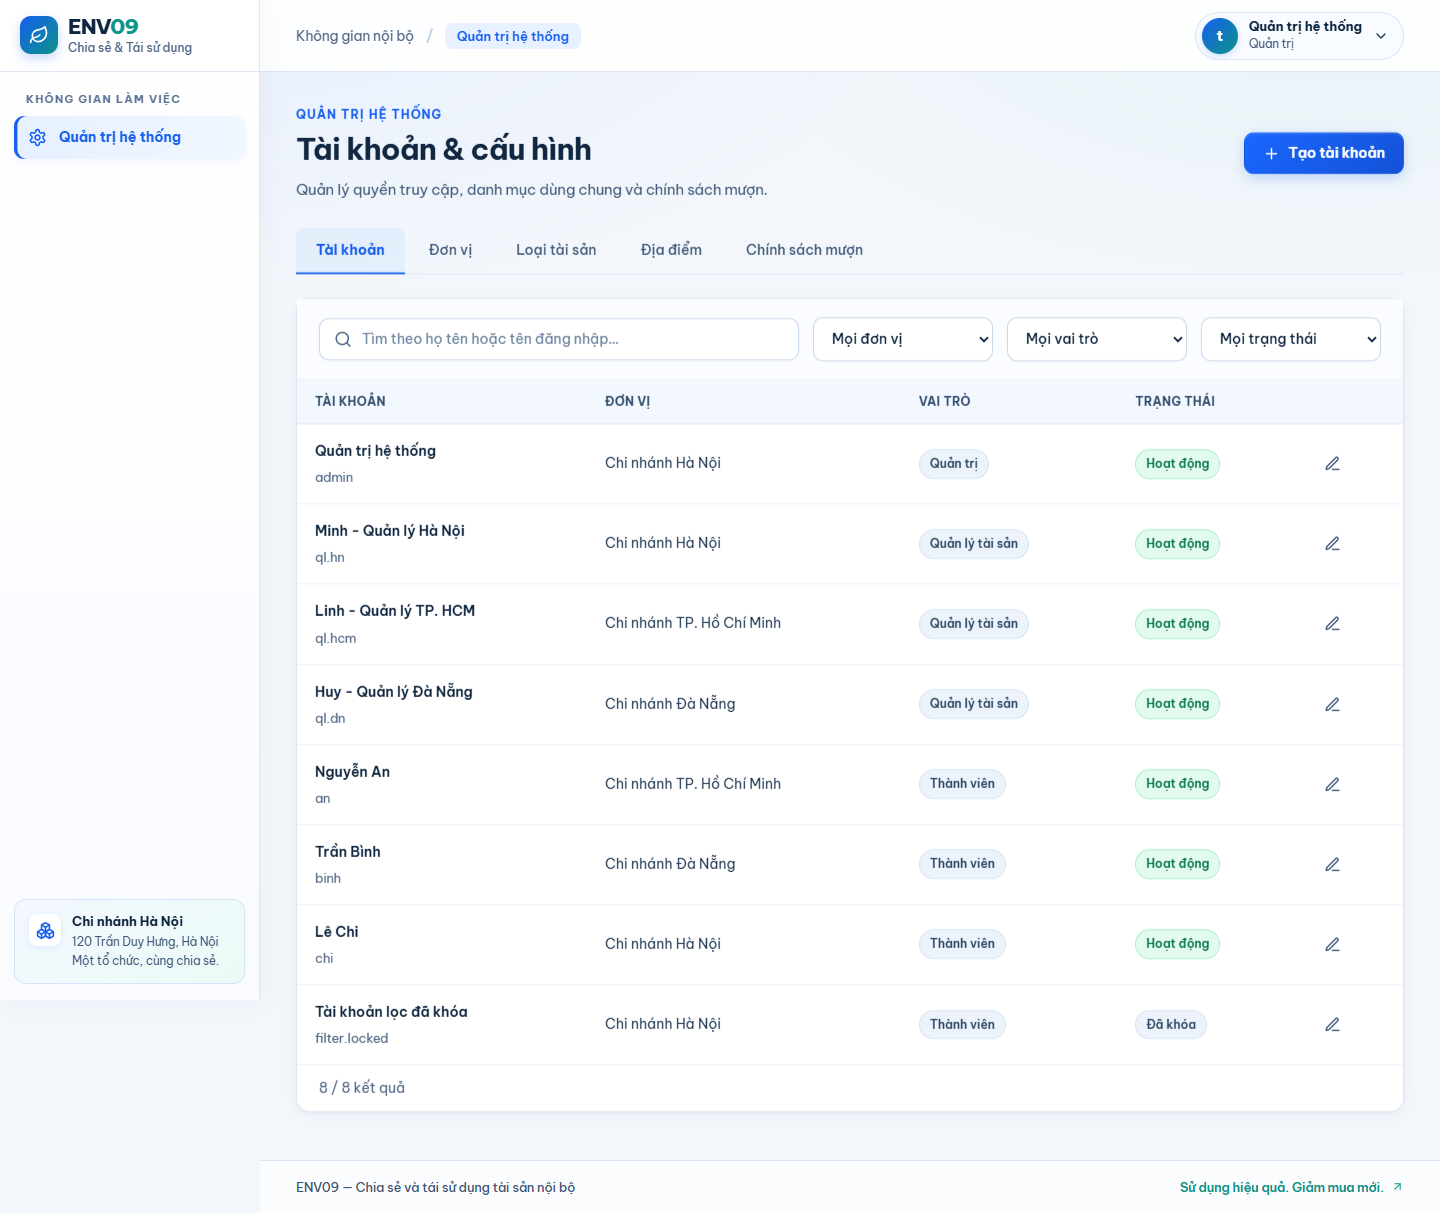 ENV09
Chia sẻ & Tái sử dụng
Không gian nội bộ / Quản trị hệ thống
t
Quản trị hệ thống
Quản trị
KHÔNG GIAN LÀM VIỆC
Quản trị hệ thống
QUẢN TRỊ HỆ THỐNG
Tài khoản & cấu hình
Quản lý quyền truy cập, danh mục dùng chung và chính sách mượn.
Tạo tài khoản
Tài khoản Đơn vị Loại tài sản Địa điểm Chính sách mượn
Tìm theo họ tên hoặc tên đăng nhập... Mọi đơn vị Mọi vai trò Mọi trạng thái
TÀI KHOẢN ĐƠN VỊ VAI TRÒ TRẠNG THÁI
Quản trị hệ thống
admin
Chi nhánh Hà Nội Quản trị Hoạt động
Minh - Quản lý Hà Nội
ql.hn
Chi nhánh Hà Nội Quản lý tài sản Hoạt động
Linh - Quản lý TP. HCM
ql.hcm
Chi nhánh TP. Hồ Chí Minh Quản lý tài sản Hoạt động
Huy - Quản lý Đà Nẵng
ql.dn
Chi nhánh Đà Nẵng Quản lý tài sản Hoạt động
Nguyễn An
an
Chi nhánh TP. Hồ Chí Minh Thành viên Hoạt động
Trần Bình
binh
Chi nhánh Đà Nẵng Thành viên Hoạt động
Lê Chi
chi
Chi nhánh Hà Nội Thành viên Hoạt động
Tài khoản lọc đã khóa
filter.locked
Chi nhánh Hà Nội Thành viên Đã khóa
8 / 8 kết quả
Chi nhánh Hà Nội
120 Trần Duy Hưng, Hà Nội
Một tổ chức, cùng chia sẻ.
ENV09 — Chia sẻ và tái sử dụng tài sản nội bộ
Sử dụng hiệu quả. Giảm mua mới.